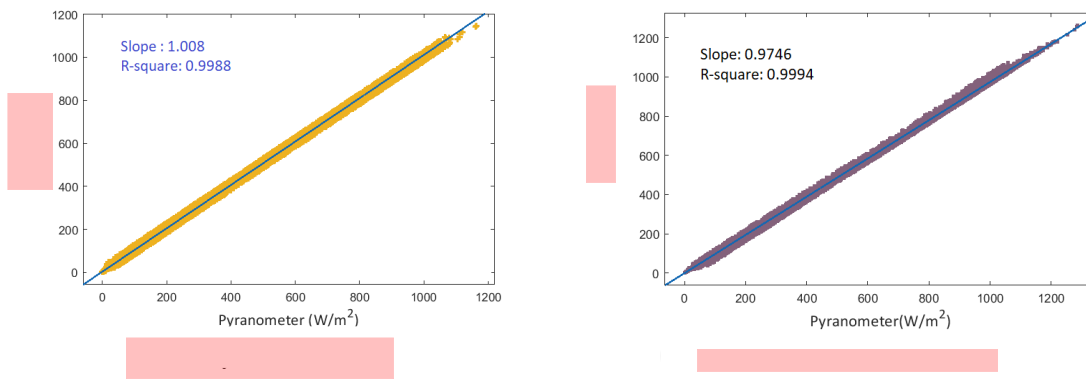 Slope : 1.008
R-square: 0.9988
1200
1000
800
600
400
200
0
0 200 400 600 800 1000 1200
Pyranometer (W/m²)
-
Slope: 0.9746
R-square: 0.9994
1200
1000
800
600
400
200
0
0 200 400 600 800 1000 1200
Pyranometer(W/m²)